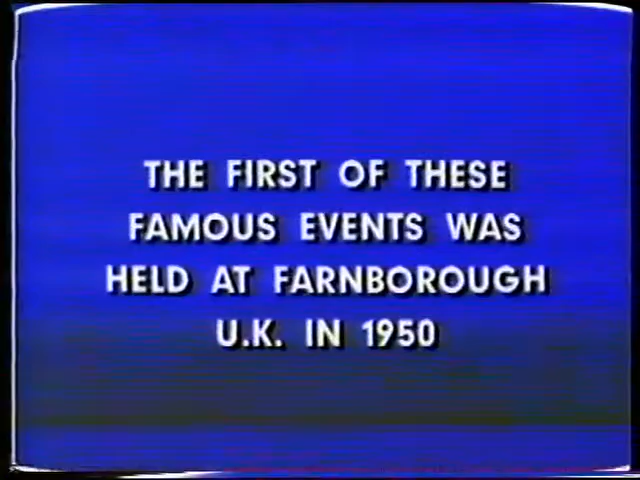 THE FIRST OF THESE
FAMOUS EVENTS WAS
HELD AT FARNBOROUGH
U.K. IN 1950